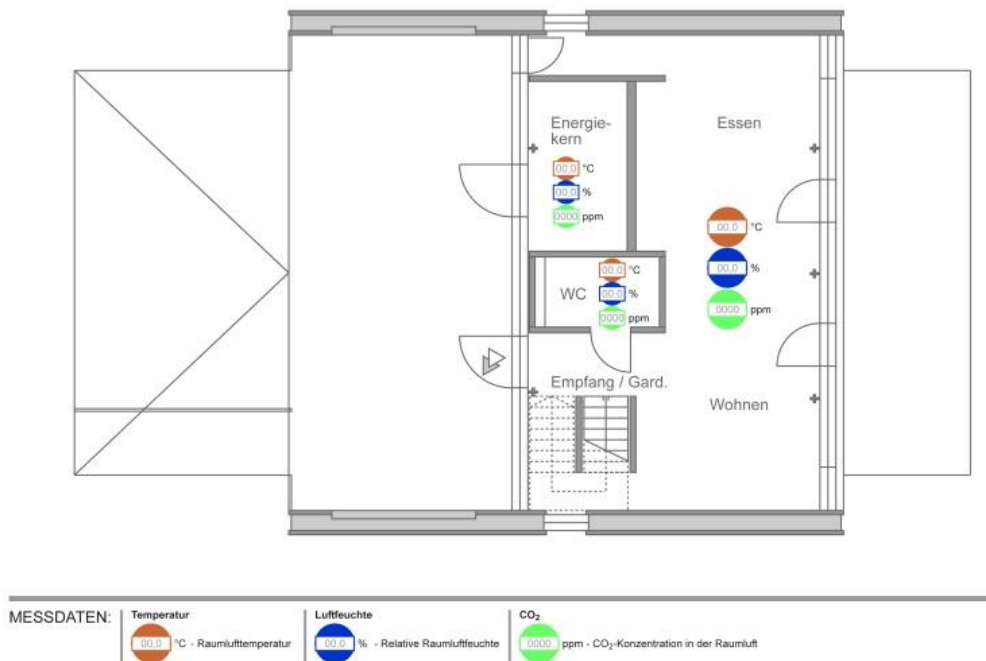 Energie-
kern
00,0 °C
00,0 %
0000 ppm
Essen
00,0 °C
00,0 %
0000 ppm
WC
00,0 °C
00,0 %
0000 ppm
Empfang / Gard.
Wohnen
MESSDATEN:
Temperatur
00,0 °C - Raumlufttemperatur
Luftfeuchte
00,0 % - Relative Raumluftfeuchte
CO₂
0000 ppm - CO₂-Konzentration in der Raumluft